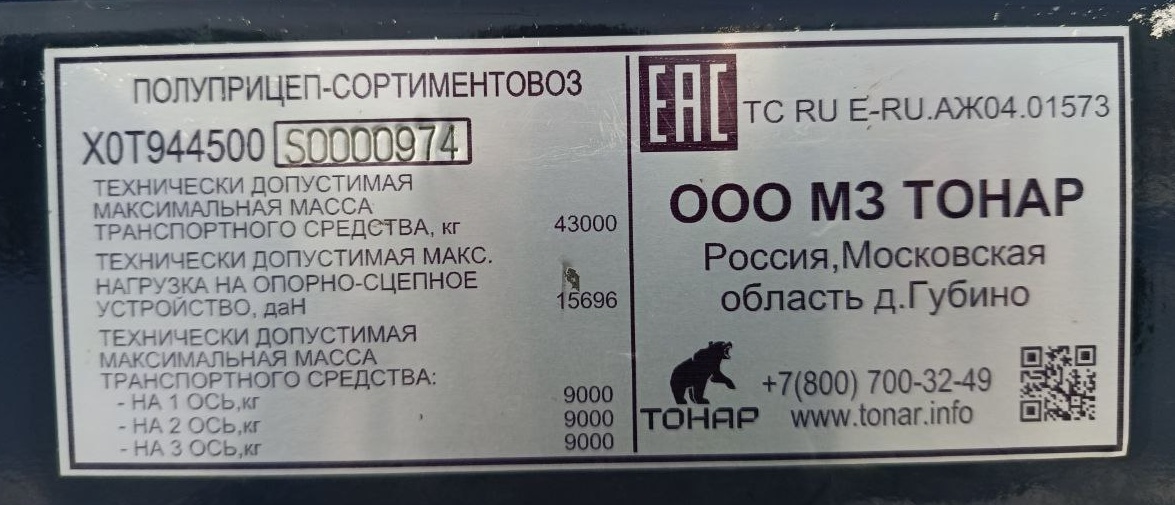 ПОЛУПРИЦЕП-СОРТИМЕНТОВОЗ
X0T944500 S0000974
ТЕХНИЧЕСКИ ДОПУСТИМАЯ
МАКСИМАЛЬНАЯ МАССА
ТРАНСПОРТНОГО СРЕДСТВА, кг 43000
ТЕХНИЧЕСКИ ДОПУСТИМАЯ МАКС.
НАГРУЗКА НА ОПОРНО-СЦЕПНОЕ
УСТРОЙСТВО, даН 15696
ТЕХНИЧЕСКИ ДОПУСТИМАЯ
МАКСИМАЛЬНАЯ МАССА
ТРАНСПОРТНОГО СРЕДСТВА:
- НА 1 ОСЬ,кг 9000
- НА 2 ОСЬ,кг 9000
- НА 3 ОСЬ,кг 9000
EAC TC RU E-RU.АЖ04.01573
ООО МЗ ТОНАР
Россия,Московская
область д.Губино
ТОНАР
+7(800) 700-32-49
www.tonar.info